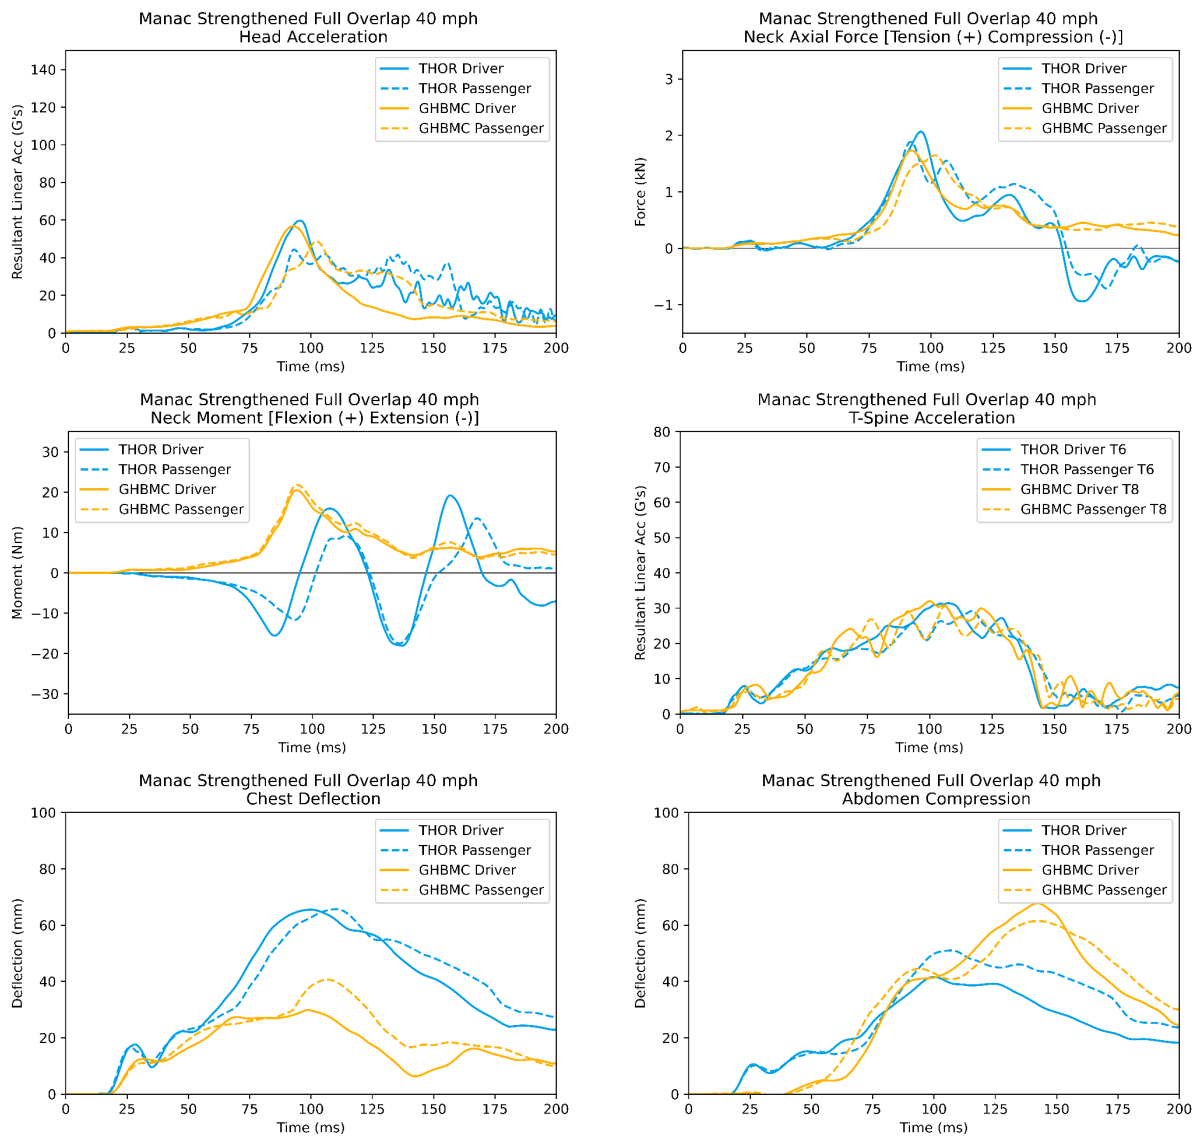 Manac Strengthened Full Overlap 40 mph
Head Acceleration
Resultant Linear Acc (G's)
140
120
100
80
60
40
20
0
THOR Driver
THOR Passenger
GHBMC Driver
GHBMC Passenger
0 25 50 75 100 125 150 175 200
Time (ms)
Manac Strengthened Full Overlap 40 mph
Neck Axial Force [Tension (+) Compression (-)]
Force (kN)
3
2
1
0
−1
THOR Driver
THOR Passenger
GHBMC Driver
GHBMC Passenger
0 25 50 75 100 125 150 175 200
Time (ms)
Manac Strengthened Full Overlap 40 mph
Neck Moment [Flexion (+) Extension (-)]
Moment (Nm)
30
20
10
0
−10
−20
−30
THOR Driver
THOR Passenger
GHBMC Driver
GHBMC Passenger
0 25 50 75 100 125 150 175 200
Time (ms)
Manac Strengthened Full Overlap 40 mph
T-Spine Acceleration
Resultant Linear Acc (G's)
80
70
60
50
40
30
20
10
0
THOR Driver T6
THOR Passenger T6
GHBMC Driver T8
GHBMC Passenger T8
0 25 50 75 100 125 150 175 200
Time (ms)
Manac Strengthened Full Overlap 40 mph
Chest Deflection
Deflection (mm)
100
80
60
40
20
0
THOR Driver
THOR Passenger
GHBMC Driver
GHBMC Passenger
0 25 50 75 100 125 150 175 200
Time (ms)
Manac Strengthened Full Overlap 40 mph
Abdomen Compression
Deflection (mm)
100
80
60
40
20
0
THOR Driver
THOR Passenger
GHBMC Driver
GHBMC Passenger
0 25 50 75 100 125 150 175 200
Time (ms)